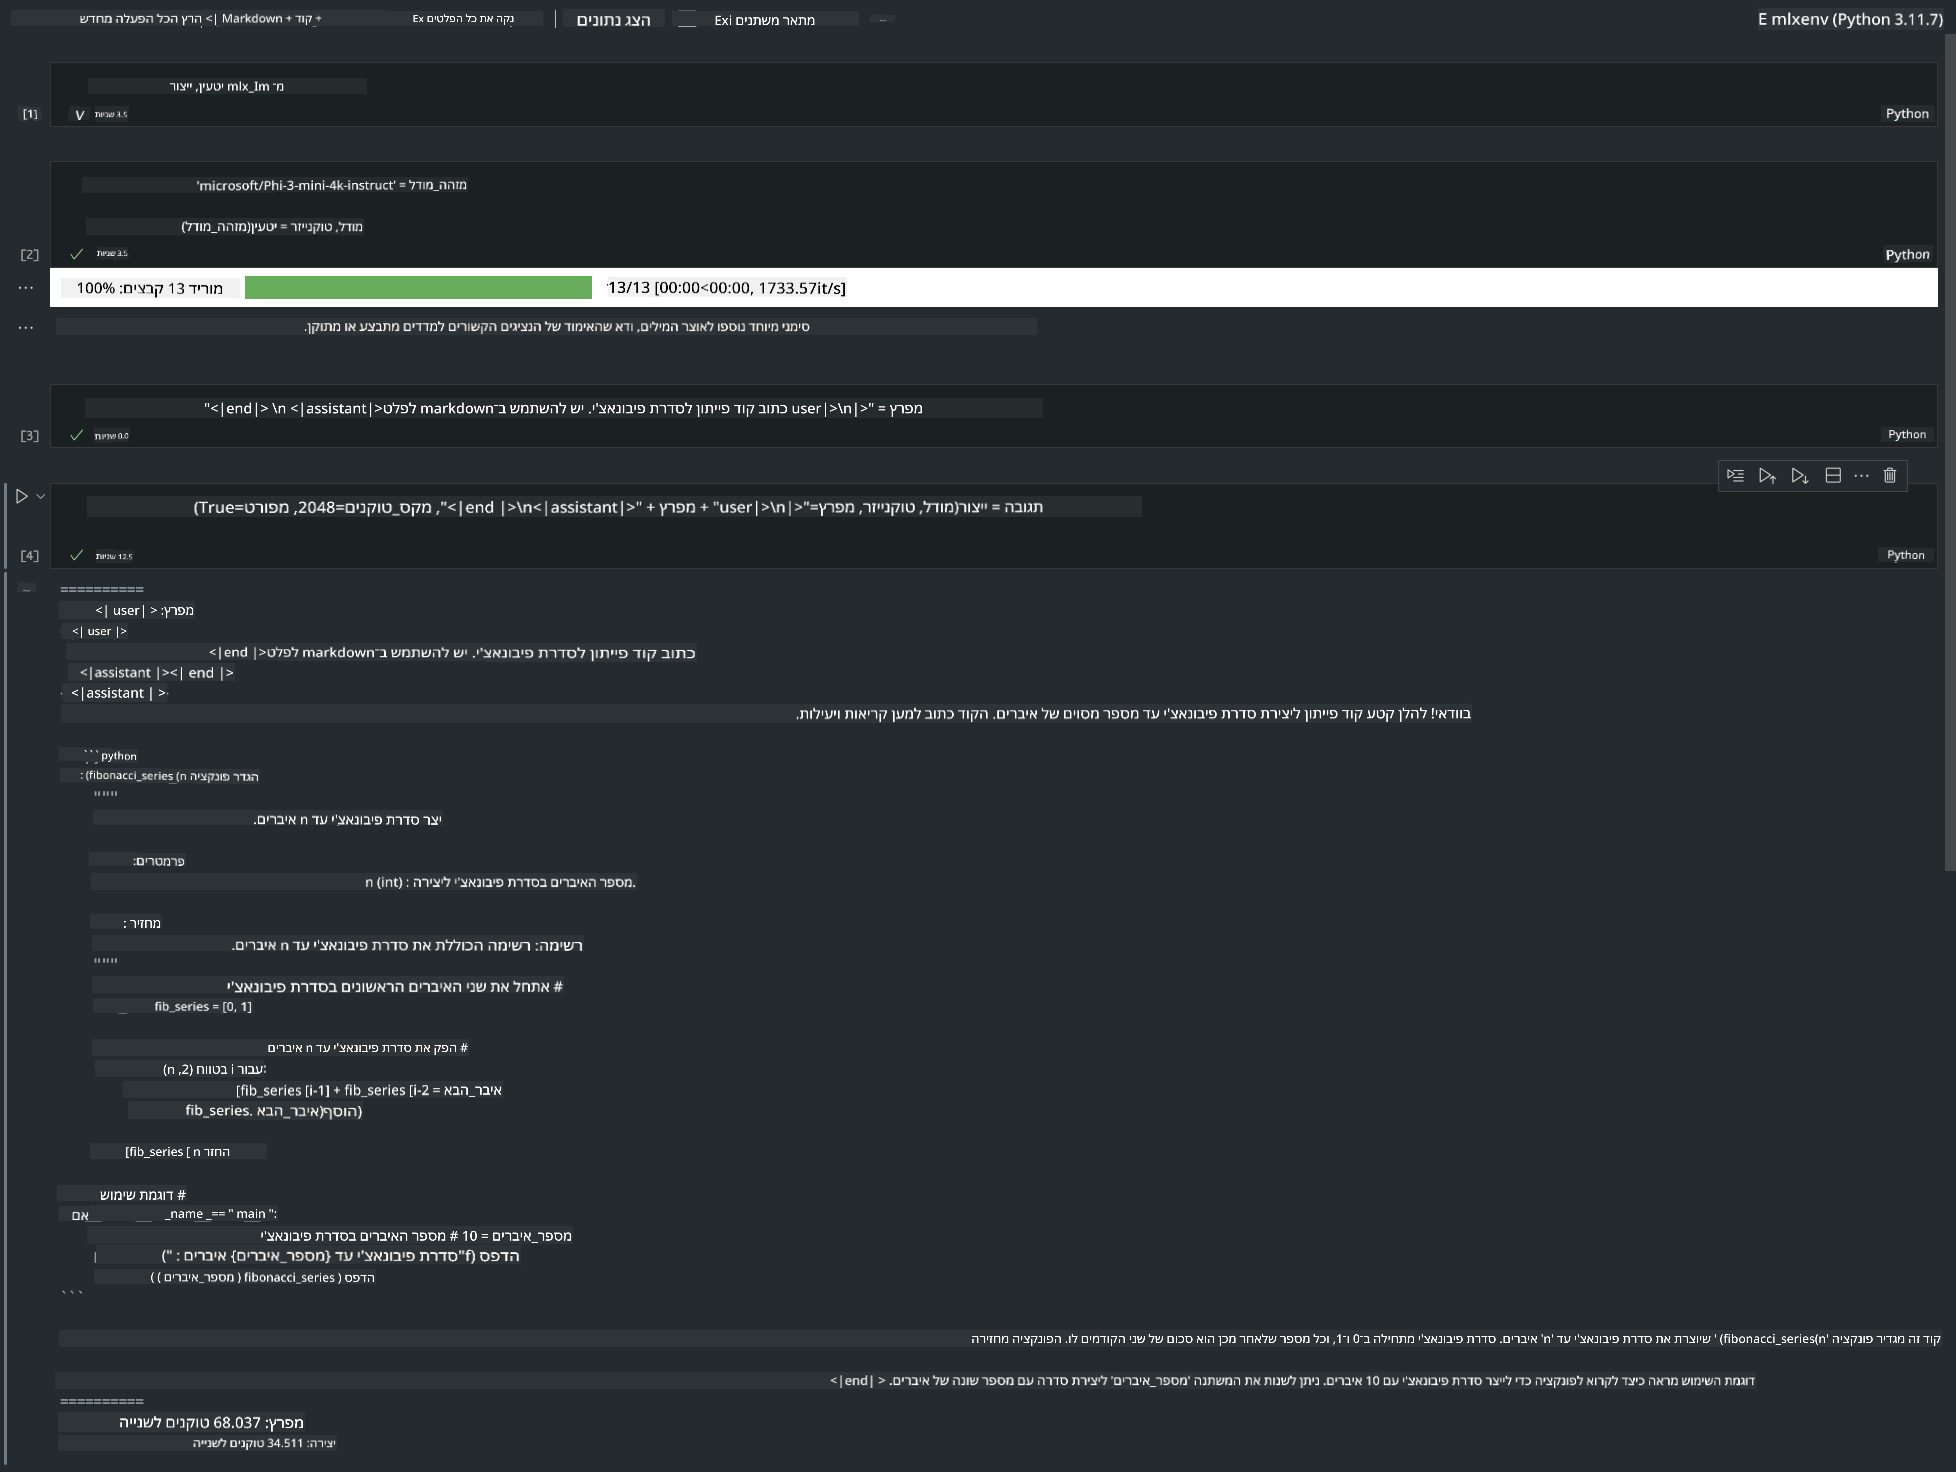 + קוד + Markdown |> הרץ הכל הפעלה מחדש נקה את כל הפלטים Ex | הצג נתונים מתאר משתנים Exi ... E mlxenv (Python 3.11.7)
מ־ mlx_Im יטעין, ייצור
[1] V 3.5 שניות Python
מזהה_מודל = 'microsoft/Phi-3-mini-4k-instruct'
מודל, טוקנייזר = יטעין(מזהה_מודל)
[2] ✓ 3.5 שניות Python
... מוריד 13 קבצים: 100% 13/13 [00:00<00:00, 1733.57it/s]
... סימני מיוחד נוספו לאוצר המילים, ודא שהאימוד של הנציגים הקשורים למדדים מתבצע או מתוקן.
מפרץ = "<|user|>\n כתוב קוד פייתון לסדרת פיבונאצ'י. יש להשתמש ב־markdown לפלט<|end|> \n <|assistant|>"
[3] ✓ 0.0 שניות Python
תגובה = ייצור(מודל, טוקנייזר, מפרץ="<|user|>\n" + מפרץ + "<|end |>\n<|assistant|>", מקס_טוקנים=2048, מפורט=True)
[4] ✓ 12.5 שניות Python
...
==========
מפרץ: <| user| >
<| user |>
כתוב קוד פייתון לסדרת פיבונאצ'י. יש להשתמש ב־markdown לפלט<|end |>
<|assistant |><| end |>
<|assistant | >
בוודאי! להלן קטע קוד פייתון ליצירת סדרת פיבונאצ'י עד מספר מסוים של איברים. הקוד כתוב למען קריאות ויעילות.
```python
הגדר פונקציה fibonacci_series (n) :
"""
יצר סדרת פיבונאצ'י עד n איברים.
פרמטרים:
n (int) : מספר האיברים בסדרת פיבונאצ'י ליצירה.
מחזיר :
רשימה: רשימה הכוללת את סדרת פיבונאצ'י עד n איברים.
"""
# אתחל את שני האיברים הראשונים בסדרת פיבונאצ'י
fib_series = [0, 1]
# הפק את סדרת פיבונאצ'י עד n איברים
עבור i בטווח (2, n):
איבר_הבא = fib_series [i-1] + fib_series [i-2]
fib_series. הוסף(איבר_הבא)
החזר fib_series [ n]
# דוגמת שימוש
אם _name _== " main ":
מספר_איברים = 10 # מספר האיברים בסדרת פיבונאצ'י
הדפס (f"סדרת פיבונאצ'י עד {מספר_איברים} איברים : ")
הדפס ( fibonacci_series ( מספר_איברים ) )
```
קוד זה מגדיר פונקציה 'fibonacci_series(n) ' שיוצרת את סדרת פיבונאצ'י עד 'n' איברים. סדרת פיבונאצ'י מתחילה ב־0 ו־1, וכל מספר שלאחר מכן הוא סכום של שני הקודמים לו. הפונקציה מחזירה
דוגמת השימוש מראה כיצד לקרוא לפונקציה כדי לייצר סדרת פיבונאצ'י עם 10 איברים. ניתן לשנות את המשתנה 'מספר_איברים' ליצירת סדרה עם מספר שונה של איברים. <|end| >
==========
מפרץ: 68.037 טוקנים לשנייה
יצירה: 34.511 טוקנים לשנייה